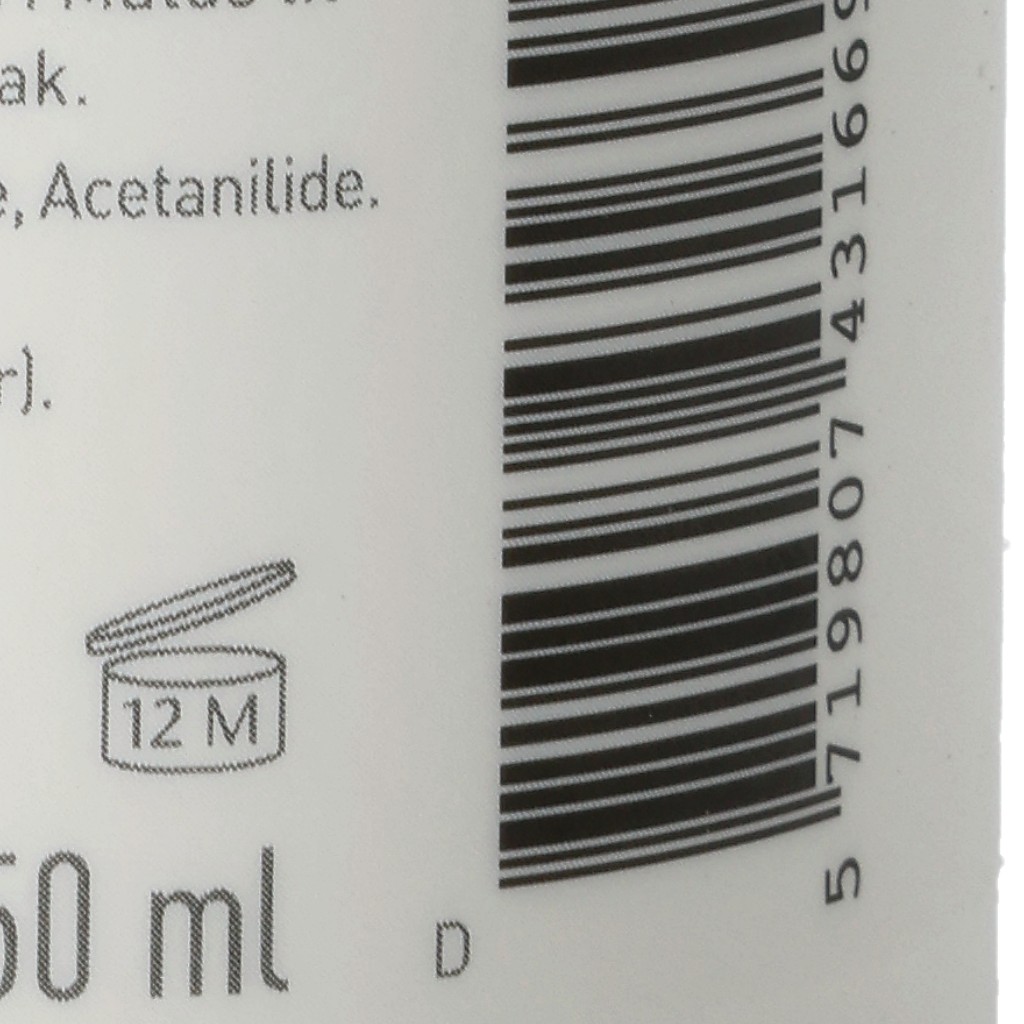 ak.
e, Acetanilide.
r).
12 M
50 ml
D
5 719807 431669